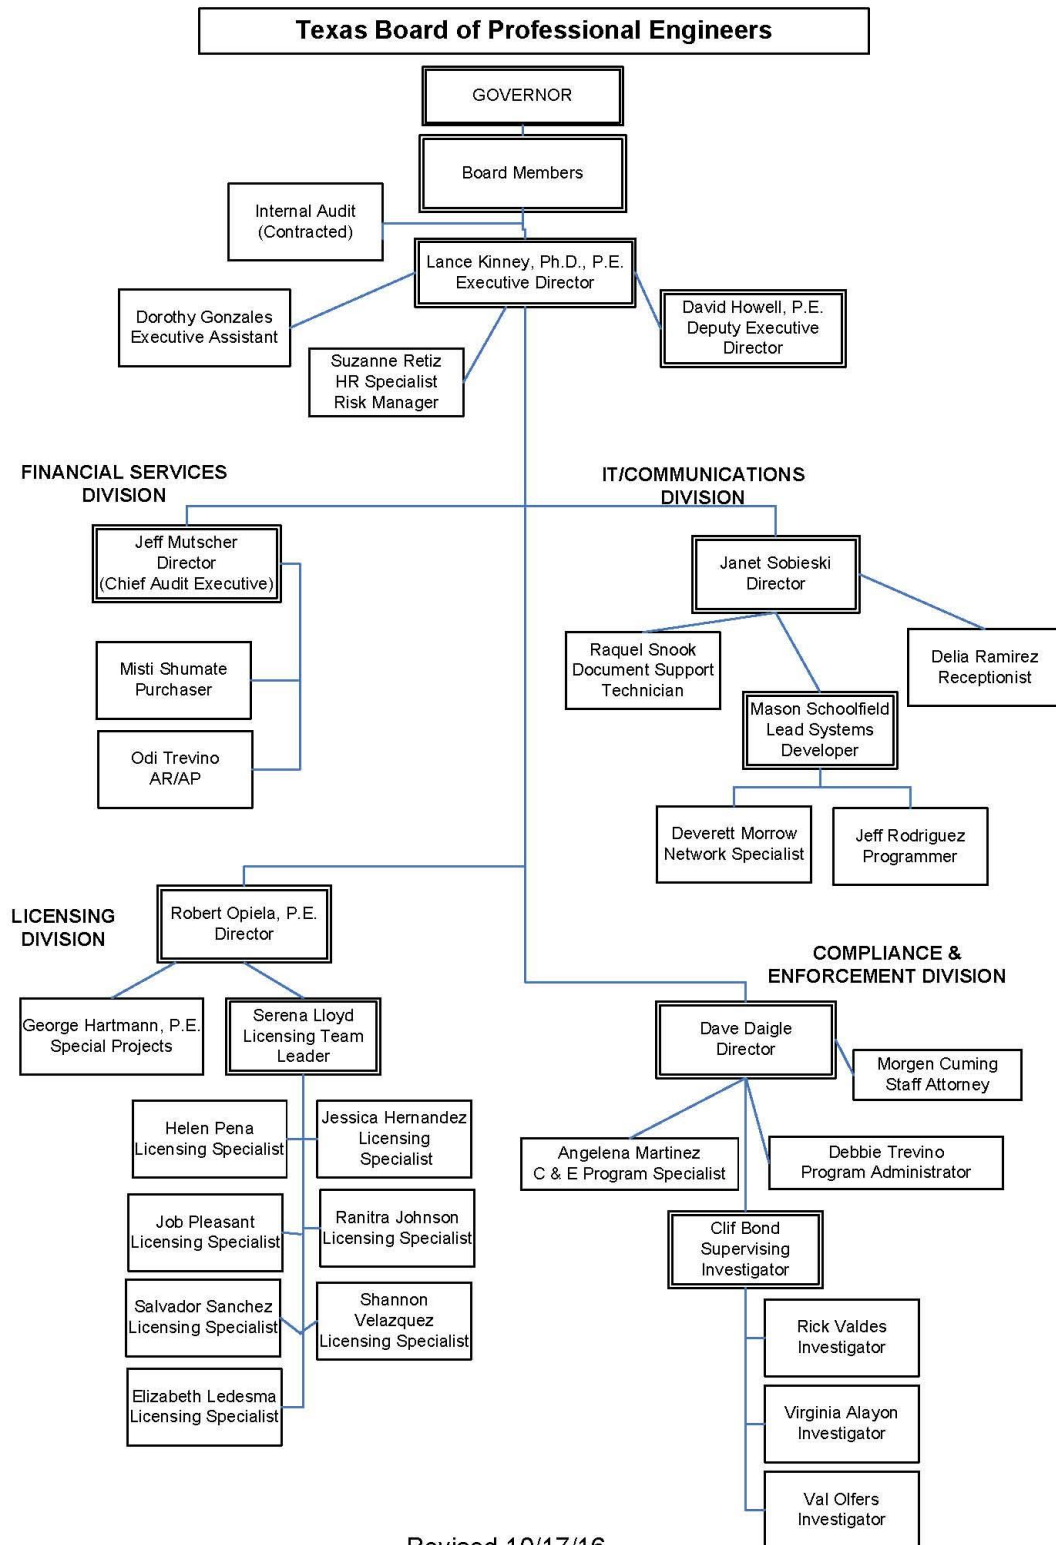 Texas Board of Professional Engineers
GOVERNOR
Board Members
Internal Audit
(Contracted)
Lance Kinney, Ph.D., P.E.
Executive Director
Dorothy Gonzales
Executive Assistant
David Howell, P.E.
Deputy Executive
Director
Suzanne Retiz
HR Specialist
Risk Manager
FINANCIAL SERVICES
DIVISION
IT/COMMUNICATIONS
DIVISION
Jeff Mutscher
Director
(Chief Audit Executive)
Janet Sobieski
Director
Misti Shumate
Purchaser
Raquel Snook
Document Support
Technician
Delia Ramirez
Receptionist
Mason Schoolfield
Lead Systems
Developer
Odi Trevino
AR/AP
Deverett Morrow
Network Specialist
Jeff Rodriguez
Programmer
LICENSING
DIVISION
Robert Opiela, P.E.
Director
COMPLIANCE &
ENFORCEMENT DIVISION
George Hartmann, P.E.
Special Projects
Serena Lloyd
Licensing Team
Leader
Dave Daigle
Director
Morgen Cuming
Staff Attorney
Helen Pena
Licensing Specialist
Jessica Hernandez
Licensing
Specialist
Angelena Martinez
C & E Program Specialist
Debbie Trevino
Program Administrator
Job Pleasant
Licensing Specialist
Ranitra Johnson
Licensing Specialist
Clif Bond
Supervising
Investigator
Salvador Sanchez
Licensing Specialist
Shannon
Velazquez
Licensing Specialist
Rick Valdes
Investigator
Elizabeth Ledesma
Licensing Specialist
Virginia Alayon
Investigator
Val Olfers
Investigator
Revised 10/17/16